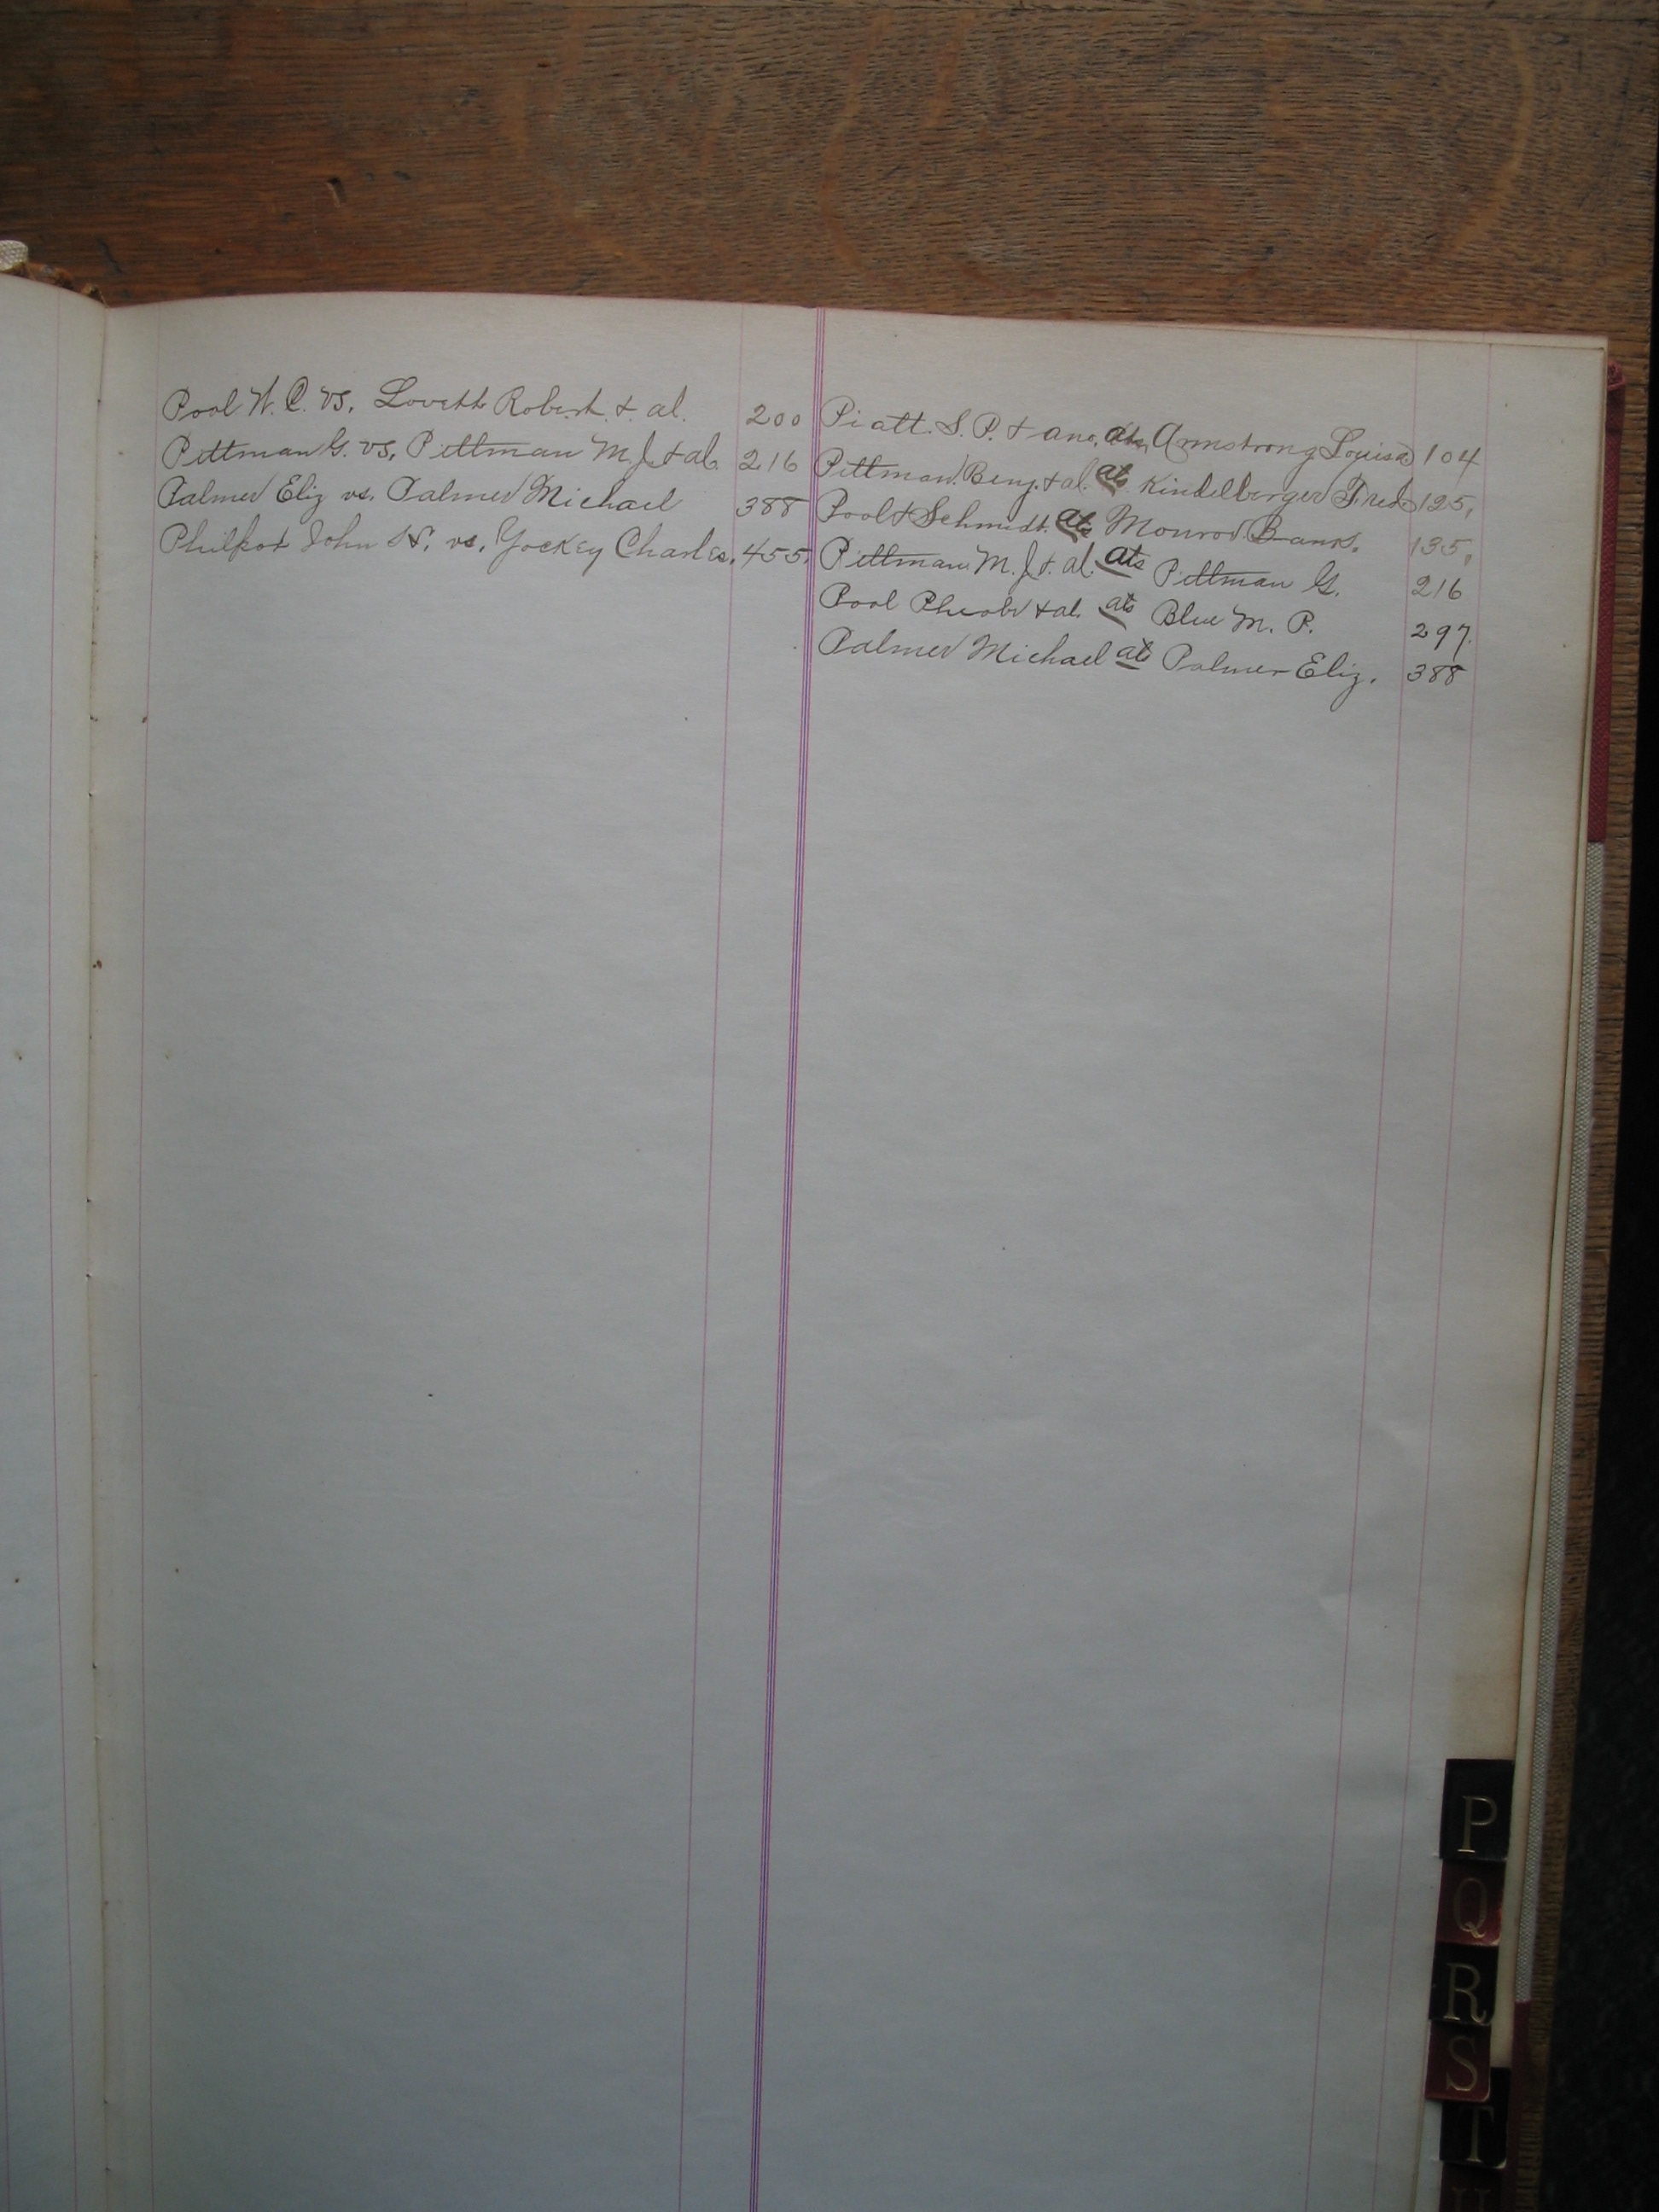 Pool W. C. vs. Lovett Robert & al. 200
Pittman G. vs. Pittman M. J. & al. 216
Palmer Eliz vs. Palmer Michael 388
Philpot John N. vs. Yockey Charles. 455.
Piatt. S. P. & ano. ats Armstrong Louisa 104
Pittman Benj. & al. ats Kindelberger Fred 125,
Pool & Schmidt. ats Monroe Bank. 135,
Pittman M. J. & al. ats Pittman G. 216
Pool Pheobe & al. ats Blue M. P. 297.
Palmer Michael ats Palmer Eliz. 388
P
Q
R
S
T